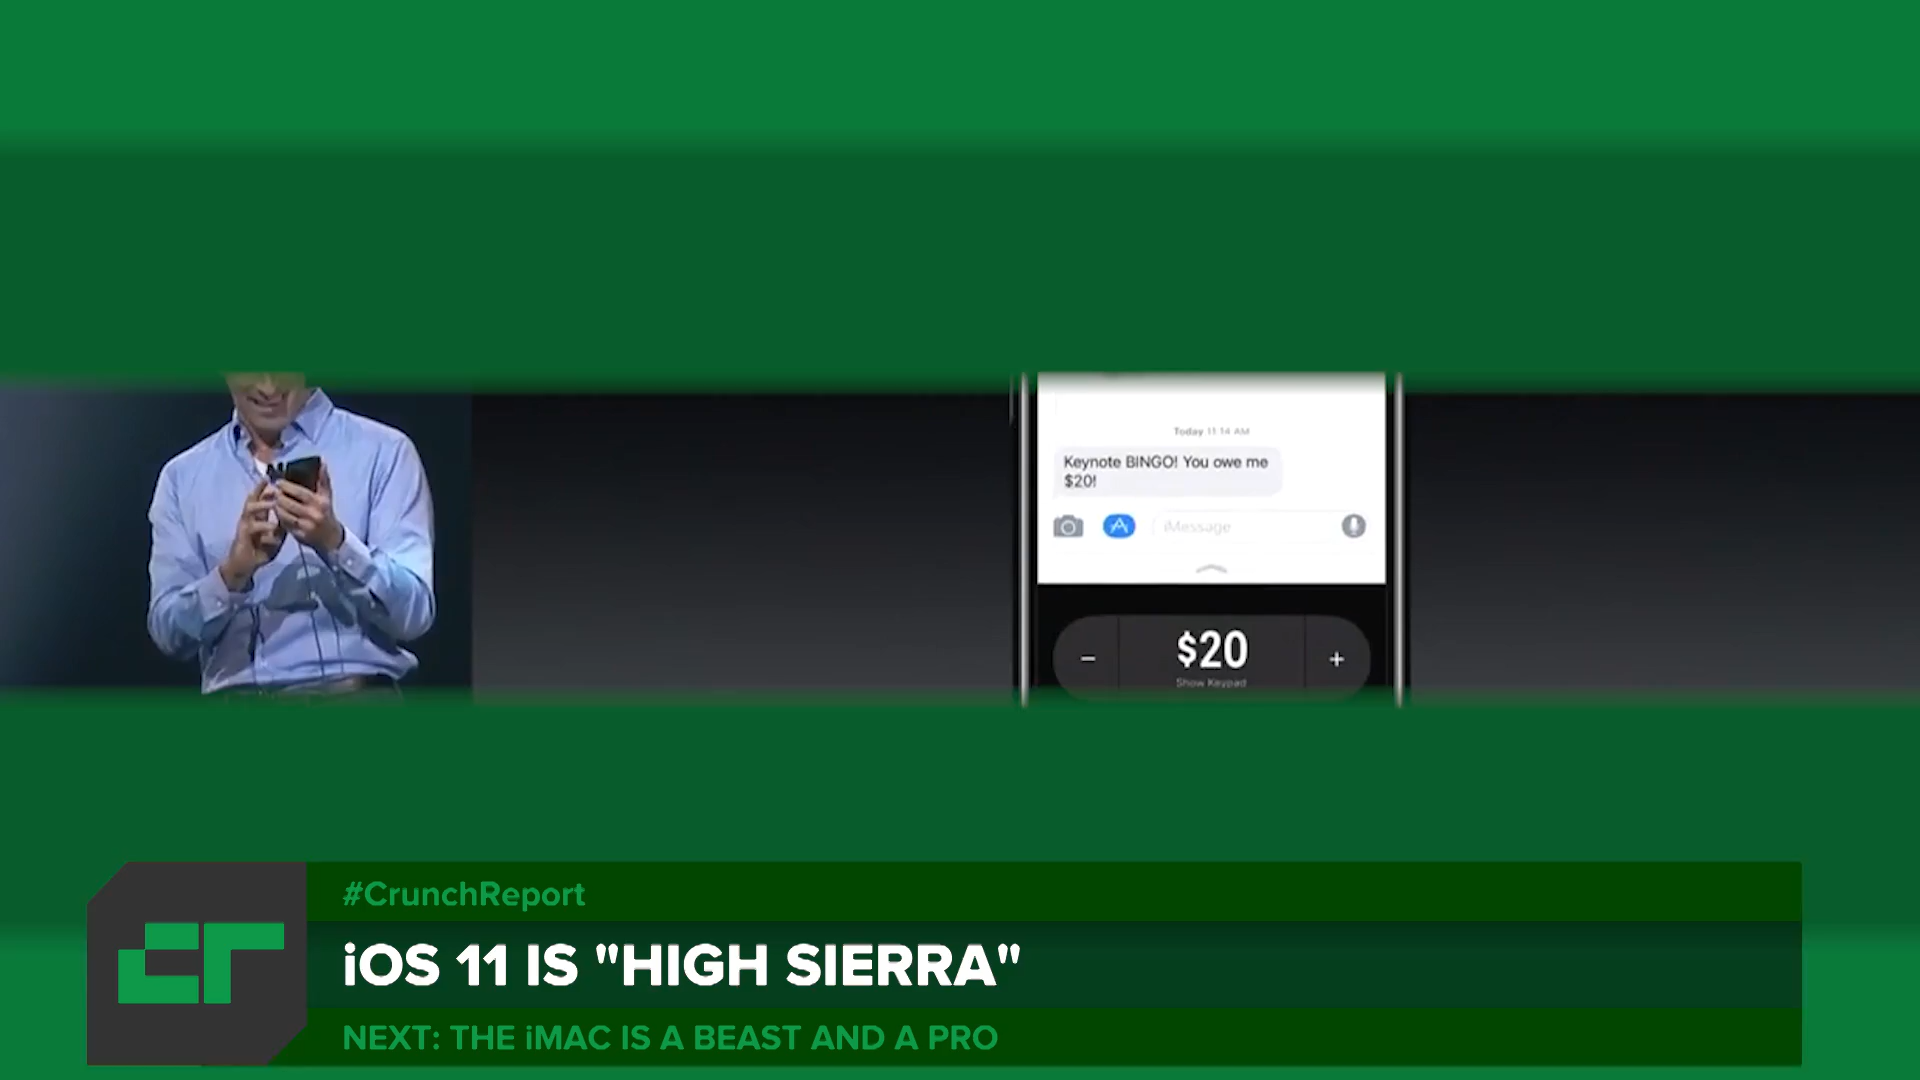 Today 11:14 AM
Keynote BINGO! You owe me
$20!
iMessage
− $20 +
Show Keypad
#CrunchReport
iOS 11 IS "HIGH SIERRA"
NEXT: THE iMAC IS A BEAST AND A PRO